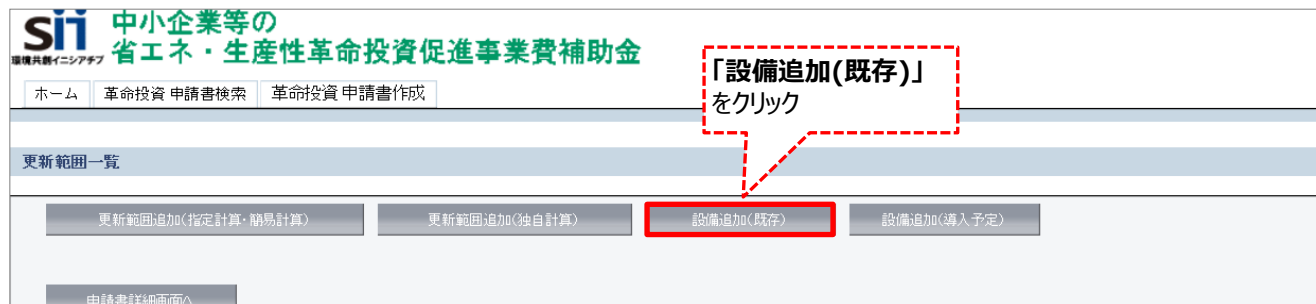 Sii 中小企業等の
環境共創イニシアチブ 省エネ・生産性革命投資促進事業費補助金
「設備追加(既存)」
をクリック
ホーム 革命投資 申請書検索 革命投資 申請書作成
更新範囲一覧
更新範囲追加(指定計算・簡易計算) 更新範囲追加(独自計算) 設備追加(既存) 設備追加(導入予定)
申請書詳細画面へ